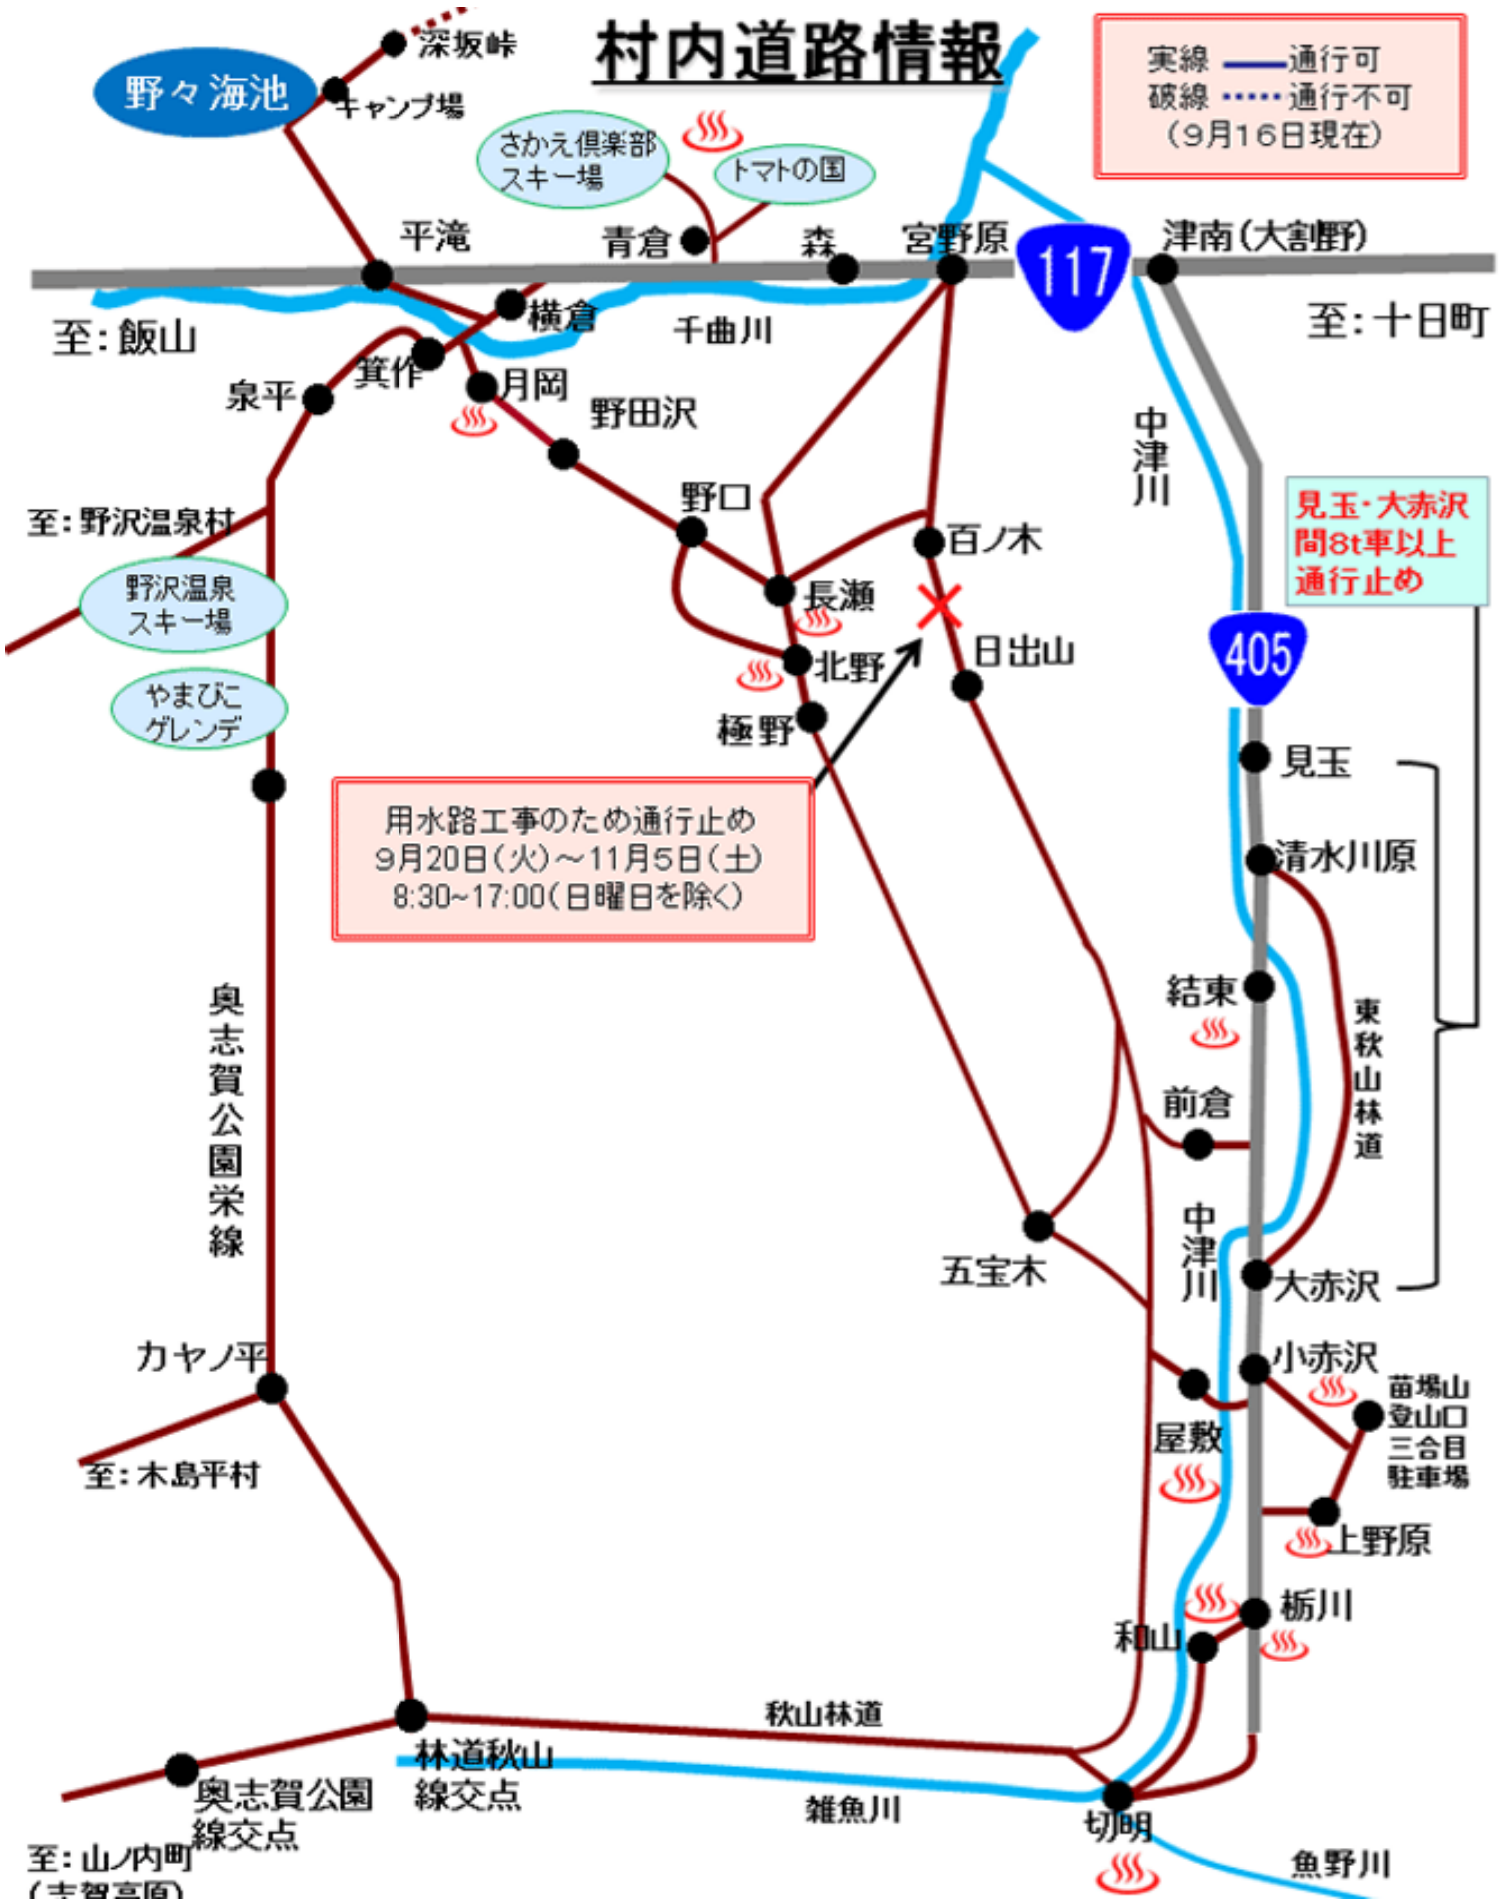 村内道路情報
実線 通行可
破線 通行不可
(9月16日現在)
深坂峠
野々海池
キャンプ場
さかえ倶楽部
スキー場
トマトの国
平滝
青倉
森
宮野原
117
津南(大割野)
至:飯山
横倉
千曲川
至:十日町
箕作
泉平
月岡
野田沢
中津川
野口
見玉・大赤沢
間8t車以上
通行止め
至:野沢温泉村
百ノ木
野沢温泉
スキー場
長瀬
日出山
405
北野
やまびこ
ゲレンデ
極野
見玉
用水路工事のため通行止め
9月20日(火)~11月5日(土)
8:30~17:00(日曜日を除く)
清水川原
結東
奥志賀公園栄線
東秋山林道
前倉
中津川
五宝木
大赤沢
カヤノ平
小赤沢
苗場山
登山口
三合目
駐車場
屋敷
至:木島平村
上野原
栃川
和山
秋山林道
林道秋山
線交点
奥志賀公園
線交点
雑魚川
切明
至:山ノ内町
(志賀高原)
魚野川